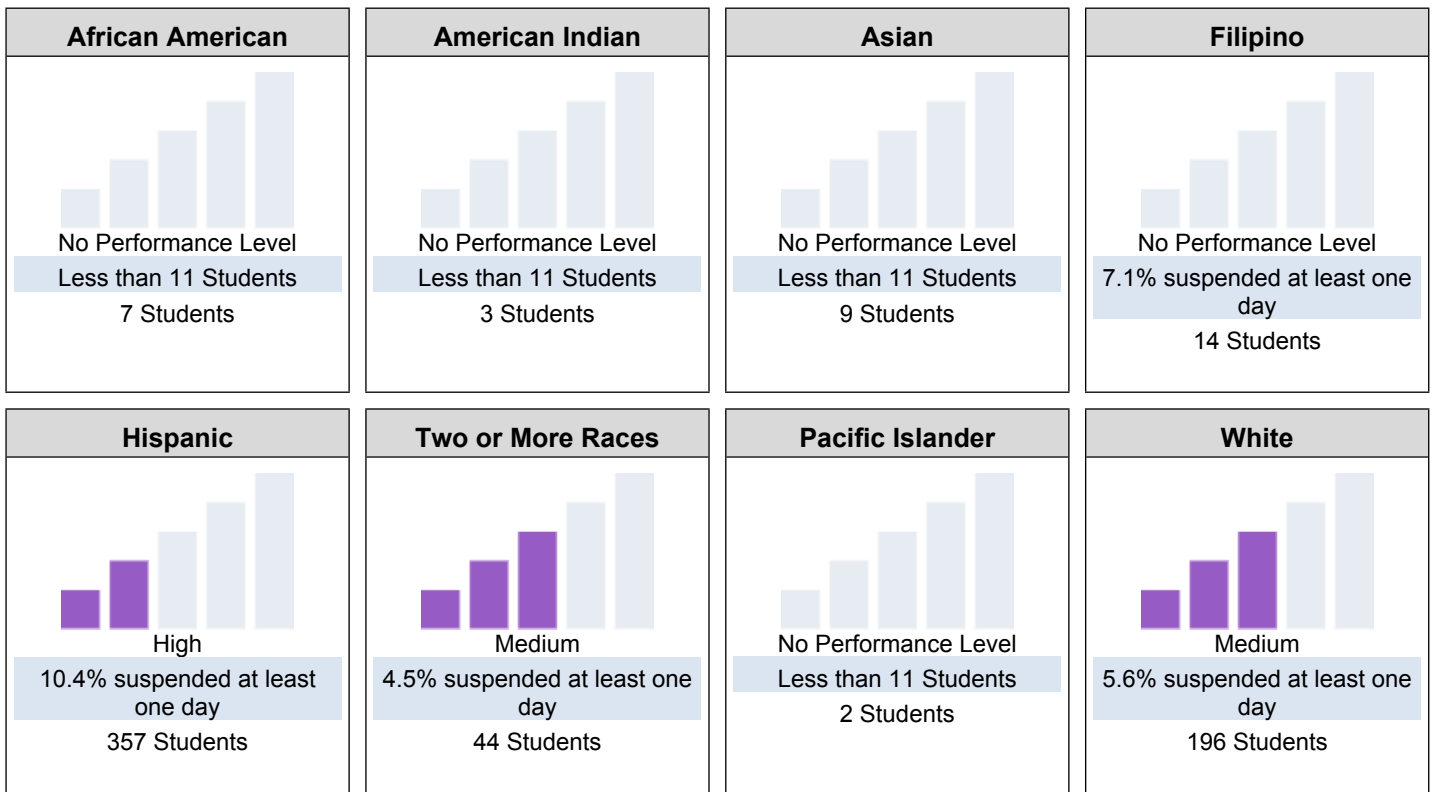 African American
No Performance Level
Less than 11 Students
7 Students
American Indian
No Performance Level
Less than 11 Students
3 Students
Asian
No Performance Level
Less than 11 Students
9 Students
Filipino
No Performance Level
7.1% suspended at least one
day
14 Students
Hispanic
High
10.4% suspended at least
one day
357 Students
Two or More Races
Medium
4.5% suspended at least one
day
44 Students
Pacific Islander
No Performance Level
Less than 11 Students
2 Students
White
Medium
5.6% suspended at least one
day
196 Students